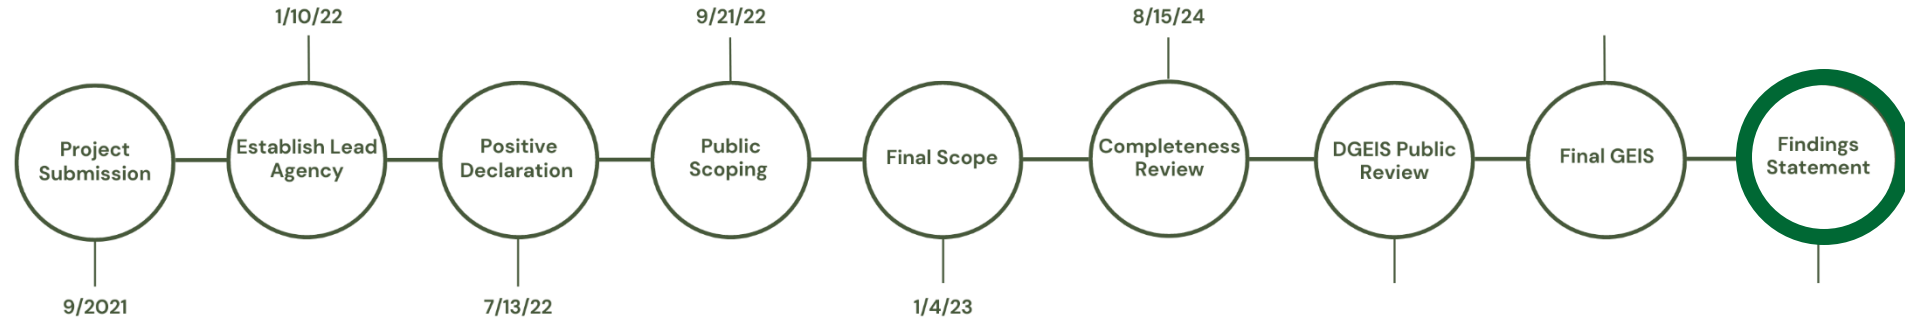 1/10/22
9/21/22
8/15/24
Project
Submission
Establish Lead
Agency
Positive
Declaration
Public
Scoping
Final Scope
Completeness
Review
DGEIS Public
Review
Final GEIS
Findings
Statement
9/2021
7/13/22
1/4/23